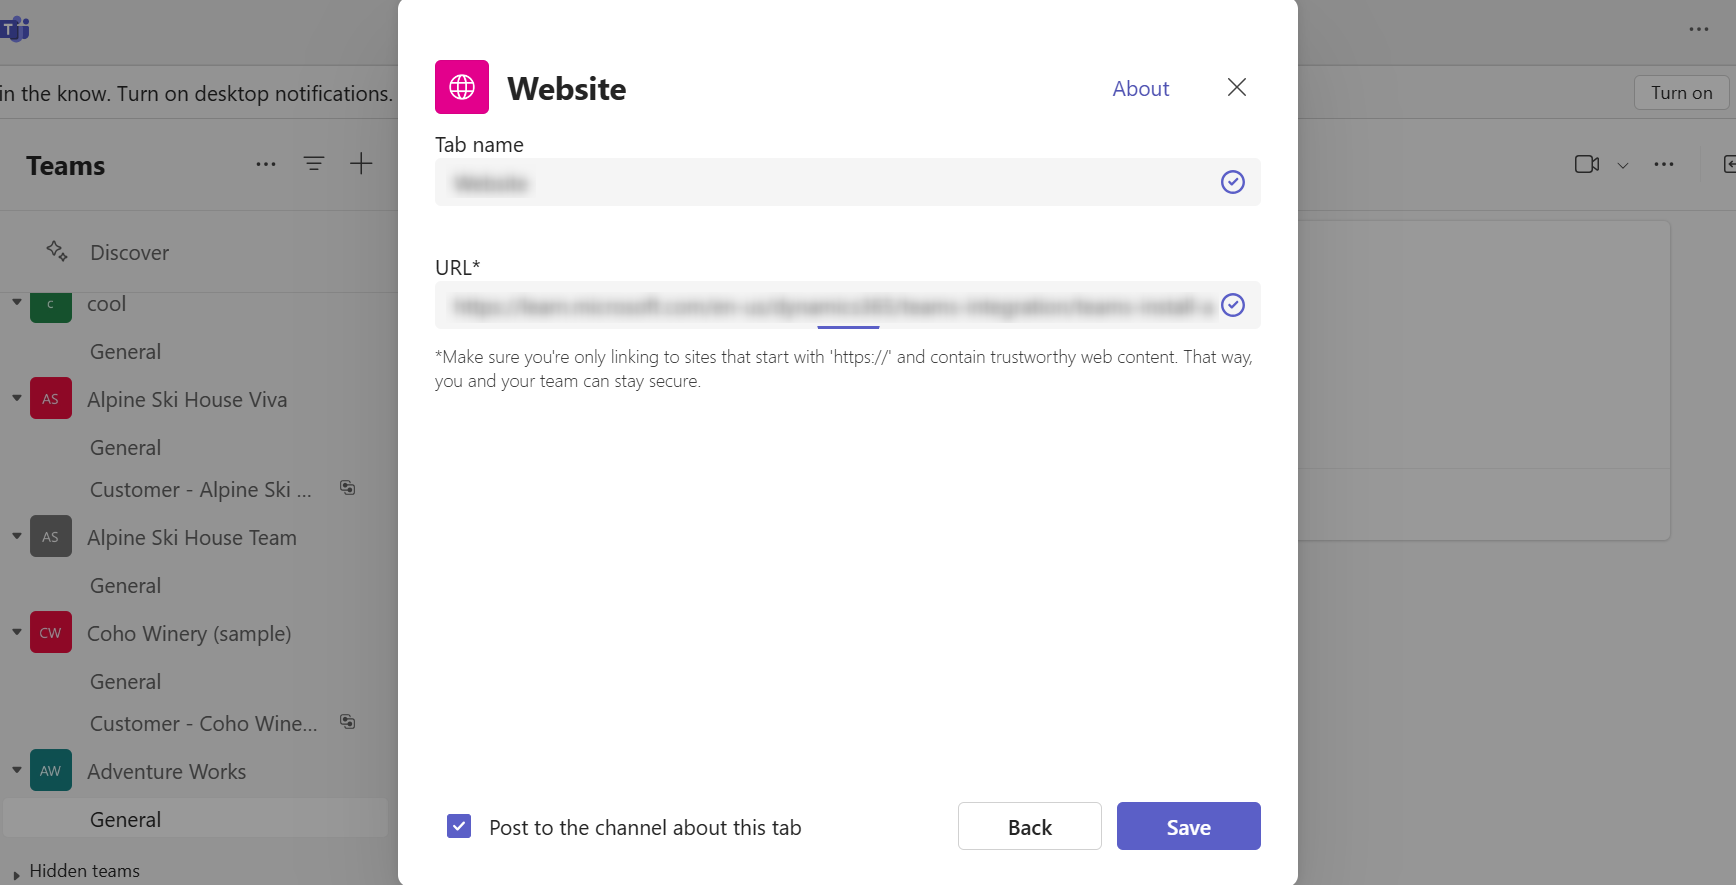 in the know. Turn on desktop notifications.
Turn on
Teams
Discover
c
cool
General
AS
Alpine Ski House Viva
General
Customer - Alpine Ski ...
AS
Alpine Ski House Team
General
CW
Coho Winery (sample)
General
Customer - Coho Wine...
AW
Adventure Works
General
Hidden teams
Website
About
Tab name
URL*
*Make sure you're only linking to sites that start with 'https://' and contain trustworthy web content. That way,
you and your team can stay secure.
Post to the channel about this tab
Back
Save